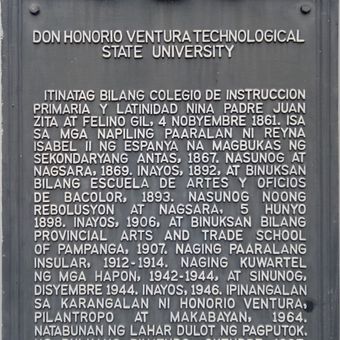 DON HONORIO VENTURA TECHNOLOGICAL
STATE UNIVERSITY
ITINATAG BILANG COLEGIO DE INSTRUCCION
PRIMARIA Y LATINIDAD NINA PADRE JUAN
ZITA AT FELINO GIL, 4 NOBYEMBRE 1861. ISA
SA MGA NAPILING PAARALAN NI REYNA
ISABEL II NG ESPANYA NA MAGBUKAS NG
SEKONDARYANG ANTAS, 1867. NASUNOG AT
NAGSARA, 1869. INAYOS, 1892, AT BINUKSAN
BILANG ESCUELA DE ARTES Y OFICIOS
DE BACOLOR, 1893. NASUNOG NOONG
REBOLUSYON AT NAGSARA, 5 HUNYO
1898. INAYOS, 1906, AT BINUKSAN BILANG
PROVINCIAL ARTS AND TRADE SCHOOL
OF PAMPANGA, 1907. NAGING PAARALANG
INSULAR, 1912-1914. NAGING KUWARTEL
NG MGA HAPON, 1942-1944, AT SINUNOG,
DISYEMBRE 1944. INAYOS, 1946. IPINANGALAN
SA KARANGALAN NI HONORIO VENTURA,
PILANTROPO AT MAKABAYAN, 1964.
NATABUNAN NG LAHAR DULOT NG PAGPUTOK